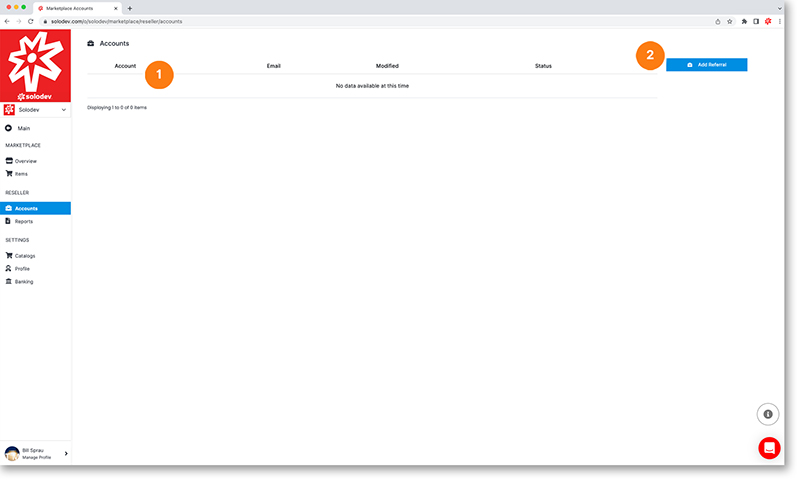 Marketplace Accounts
solodev.com/o/solodev/marketplace/reseller/accounts
solodev
Solodev
Main
MARKETPLACE
Overview
Items
RESELLER
Accounts
Reports
SETTINGS
Catalogs
Profile
Banking
Bill Sprau
Manage Profile
Accounts
Account Email Modified Status
1
No data available at this time
Displaying 1 to 0 of 0 items
2
Add Referral